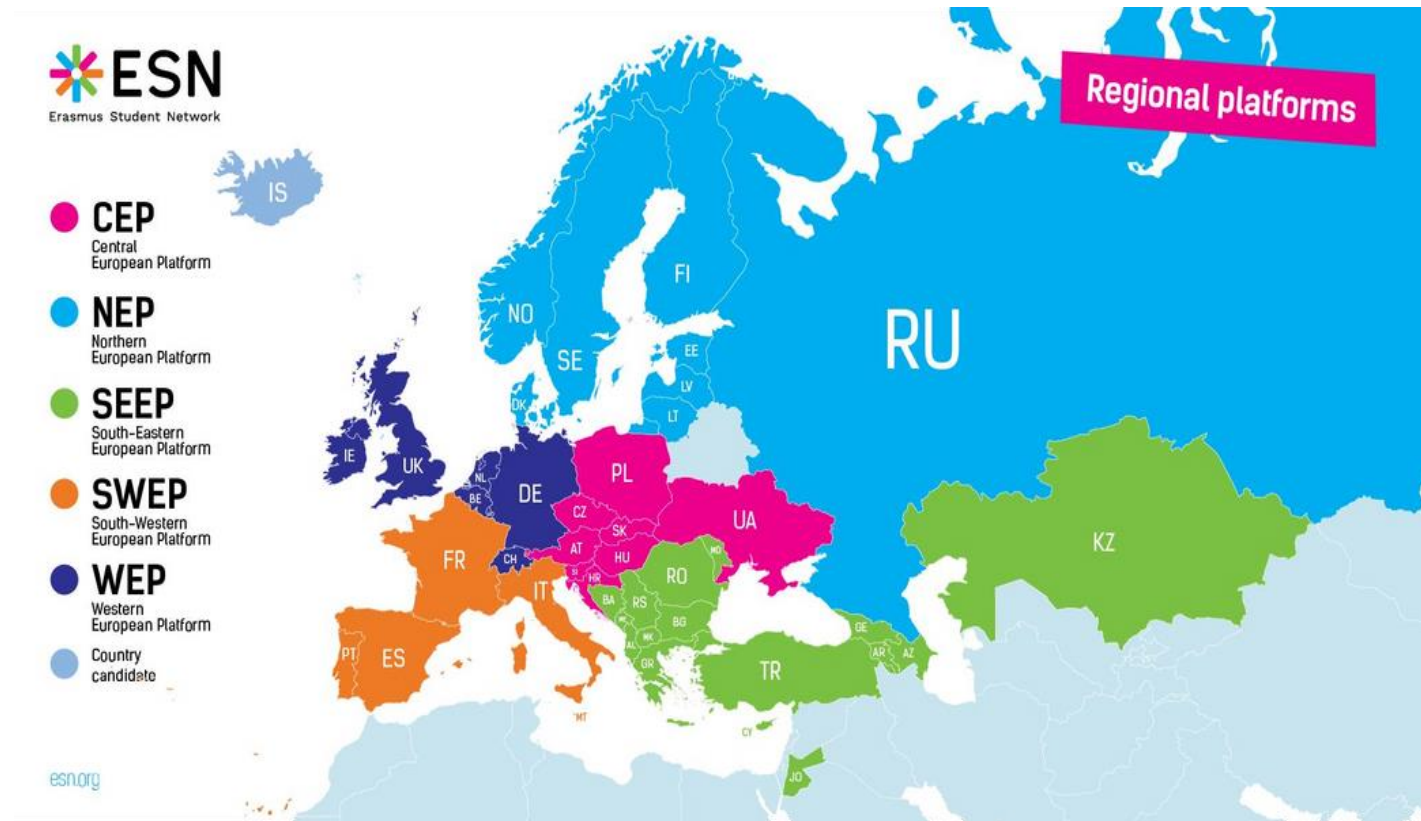 ESN
Erasmus Student Network
Regional platforms
CEP
Central
European Platform
NEP
Northern
European Platform
SEEP
South-Eastern
European Platform
SWEP
South-Western
European Platform
WEP
Western
European Platform
Country
candidate
esn.org
IS
NO
SE
FI
RU
EE
LV
LT
DK
IE
UK
NL
BE
DE
PL
CZ
SK
UA
AT
HU
MD
CH
FR
IT
SI
HR
BA
RS
RO
BG
MK
AL
GR
PT
ES
MT
TR
CY
GE
AR
AZ
KZ
JO